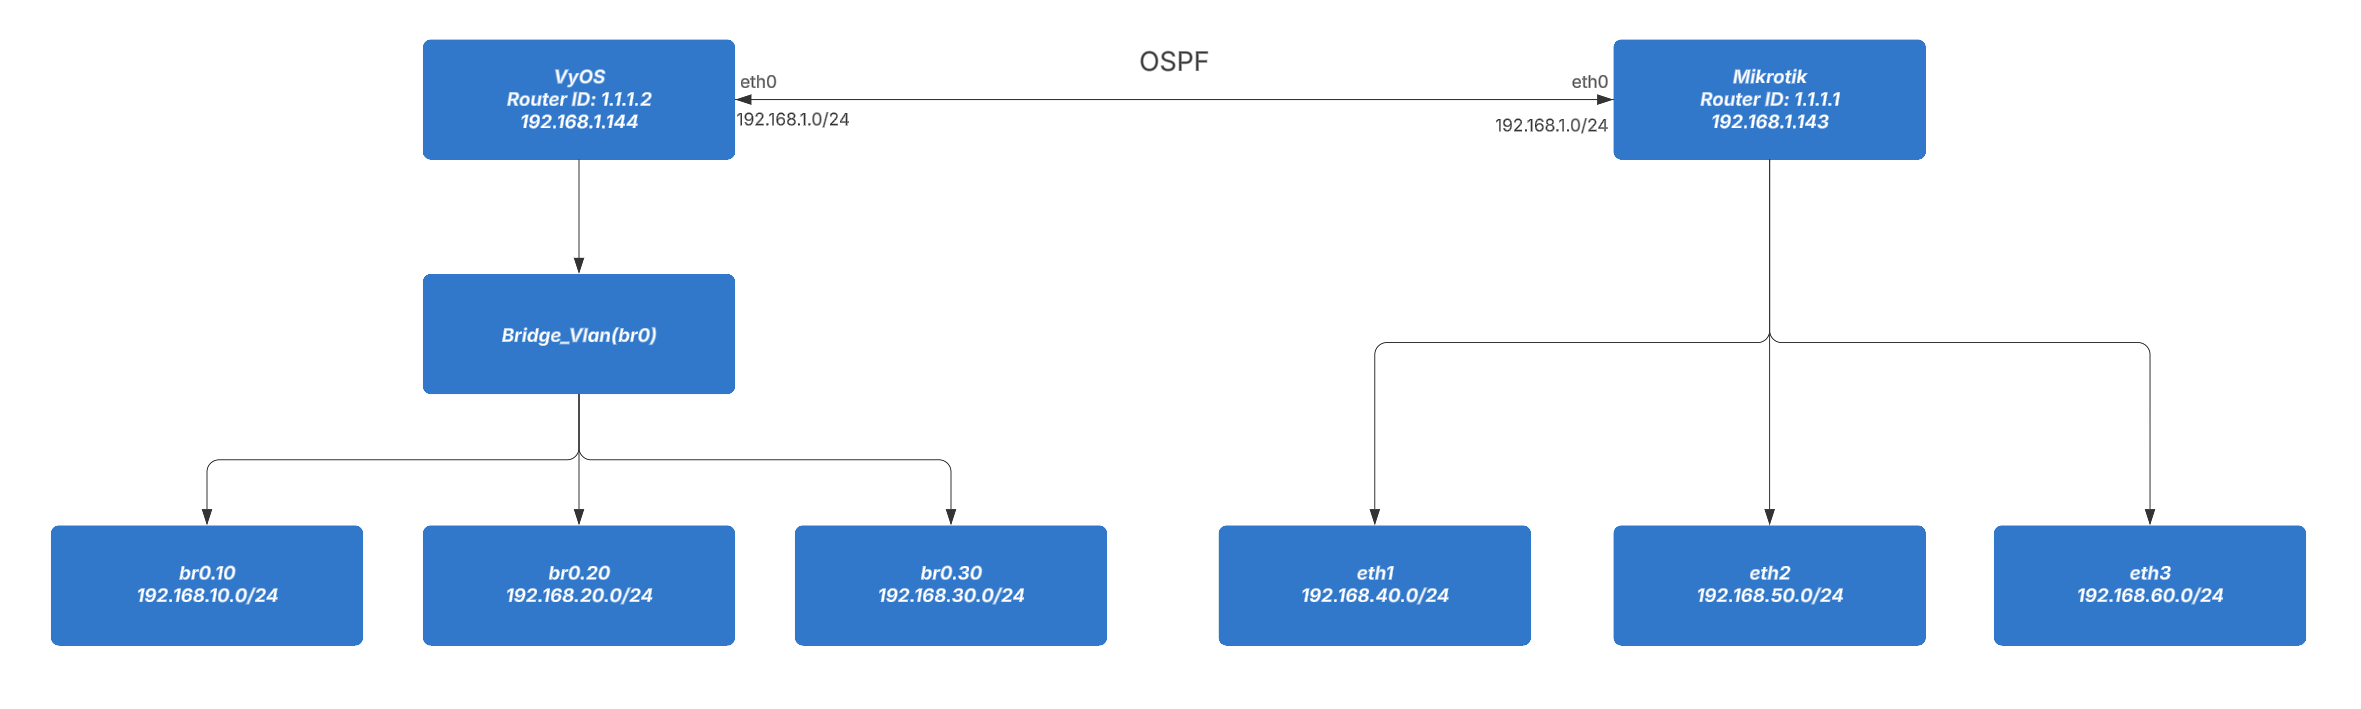 OSPF
VyOS
Router ID: 1.1.1.2
192.168.1.144
eth0
192.168.1.0/24
eth0
192.168.1.0/24
Mikrotik
Router ID: 1.1.1.1
192.168.1.143
Bridge_Vlan(br0)
br0.10
192.168.10.0/24
br0.20
192.168.20.0/24
br0.30
192.168.30.0/24
eth1
192.168.40.0/24
eth2
192.168.50.0/24
eth3
192.168.60.0/24